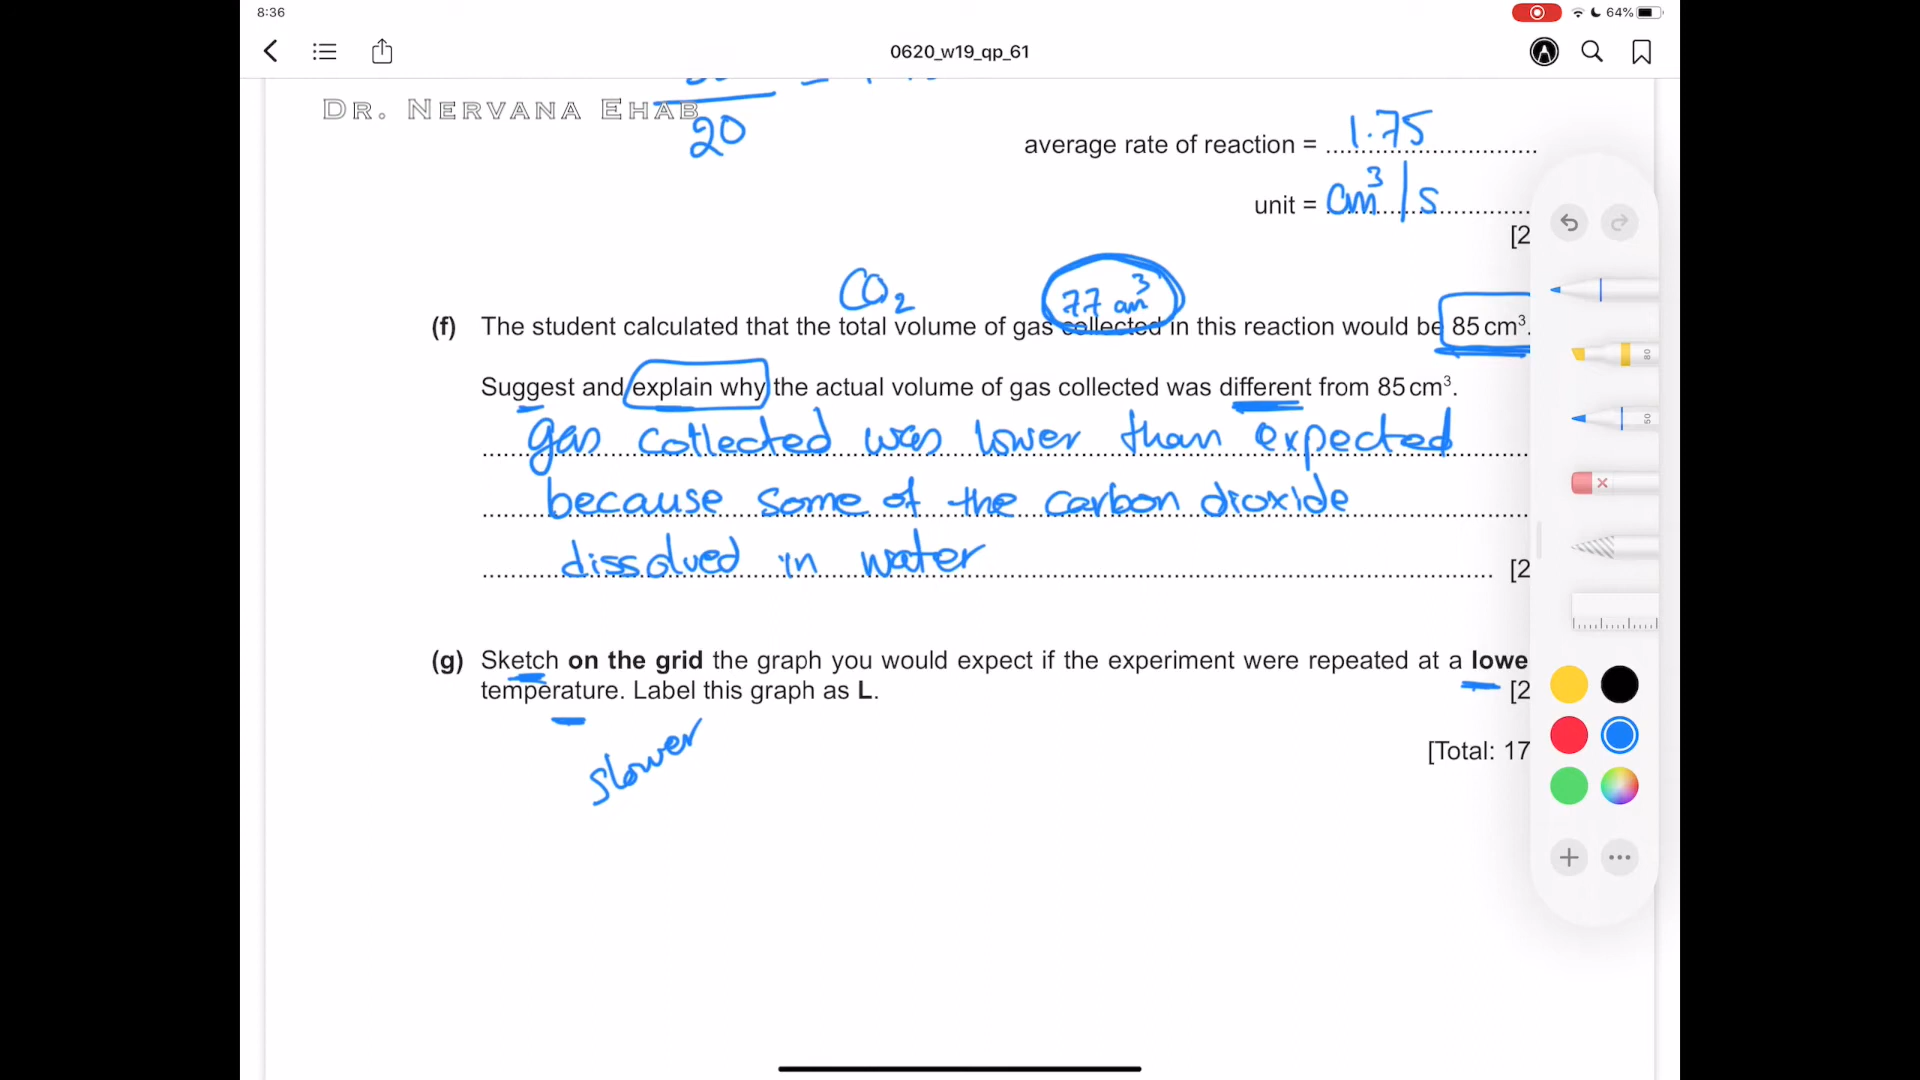 8:36
64%
0620_w19_qp_61
DR. NERVANA EHAB
20
average rate of reaction = 1.75
unit = cm³/s
[2
CO₂
77 cm³
(f) The student calculated that the total volume of gas collected in this reaction would be 85 cm³.
Suggest and explain why the actual volume of gas collected was different from 85 cm³.
gas collected was lower than expected
because some of the carbon dioxide
dissolved in water
[2
(g) Sketch on the grid the graph you would expect if the experiment were repeated at a lowe
temperature. Label this graph as L.
[2
slower
[Total: 17
80
50